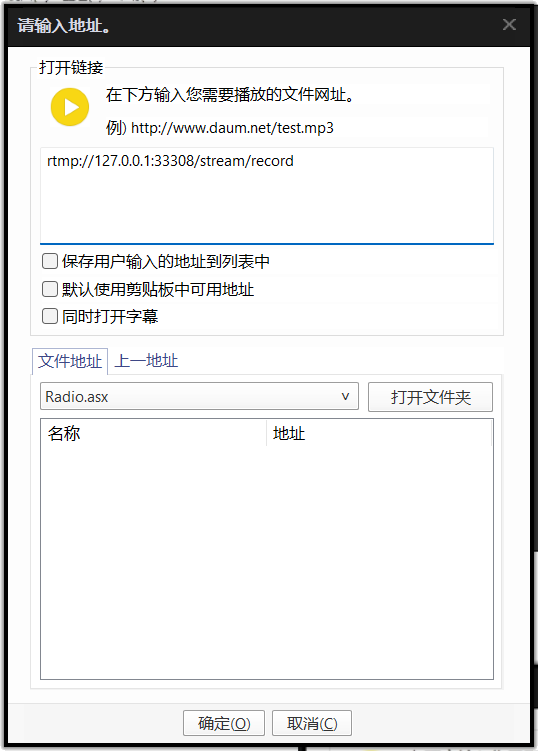 请输入地址。
打开链接
在下方输入您需要播放的文件网址。
例) http://www.daum.net/test.mp3
rtmp://127.0.0.1:33308/stream/record
保存用户输入的地址到列表中
默认使用剪贴板中可用地址
同时打开字幕
文件地址 上一地址
Radio.asx 打开文件夹
名称 地址
确定(O) 取消(C)